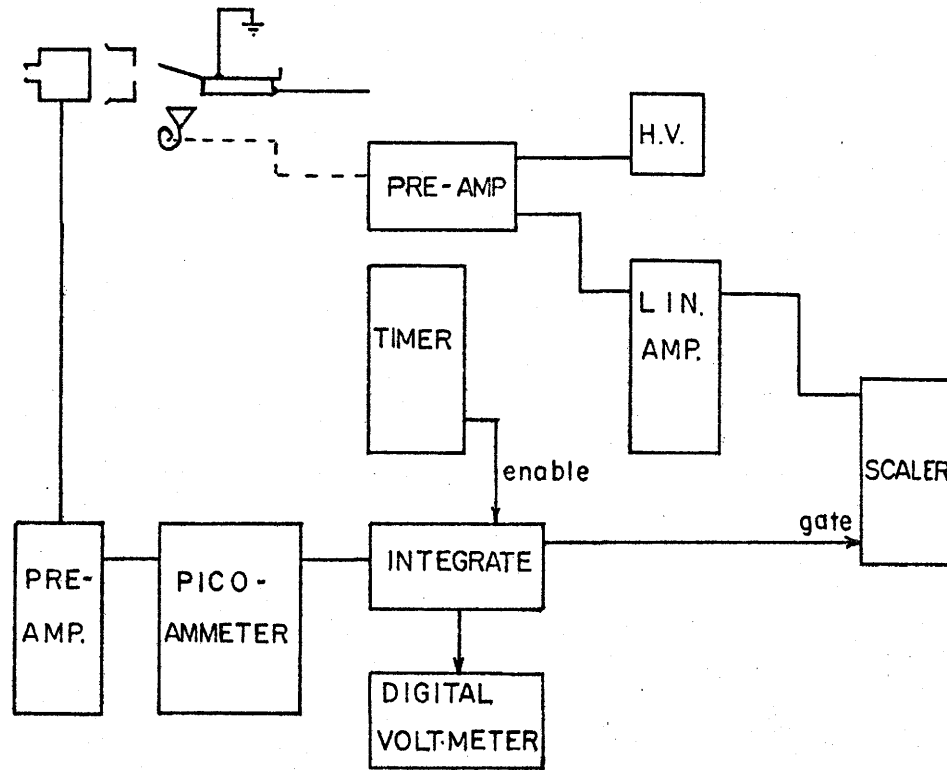 H.V.
PRE-AMP
LIN.
AMP.
TIMER
enable
SCALER
gate
PRE-
AMP.
PICO-
AMMETER
INTEGRATE
DIGITAL
VOLT-METER